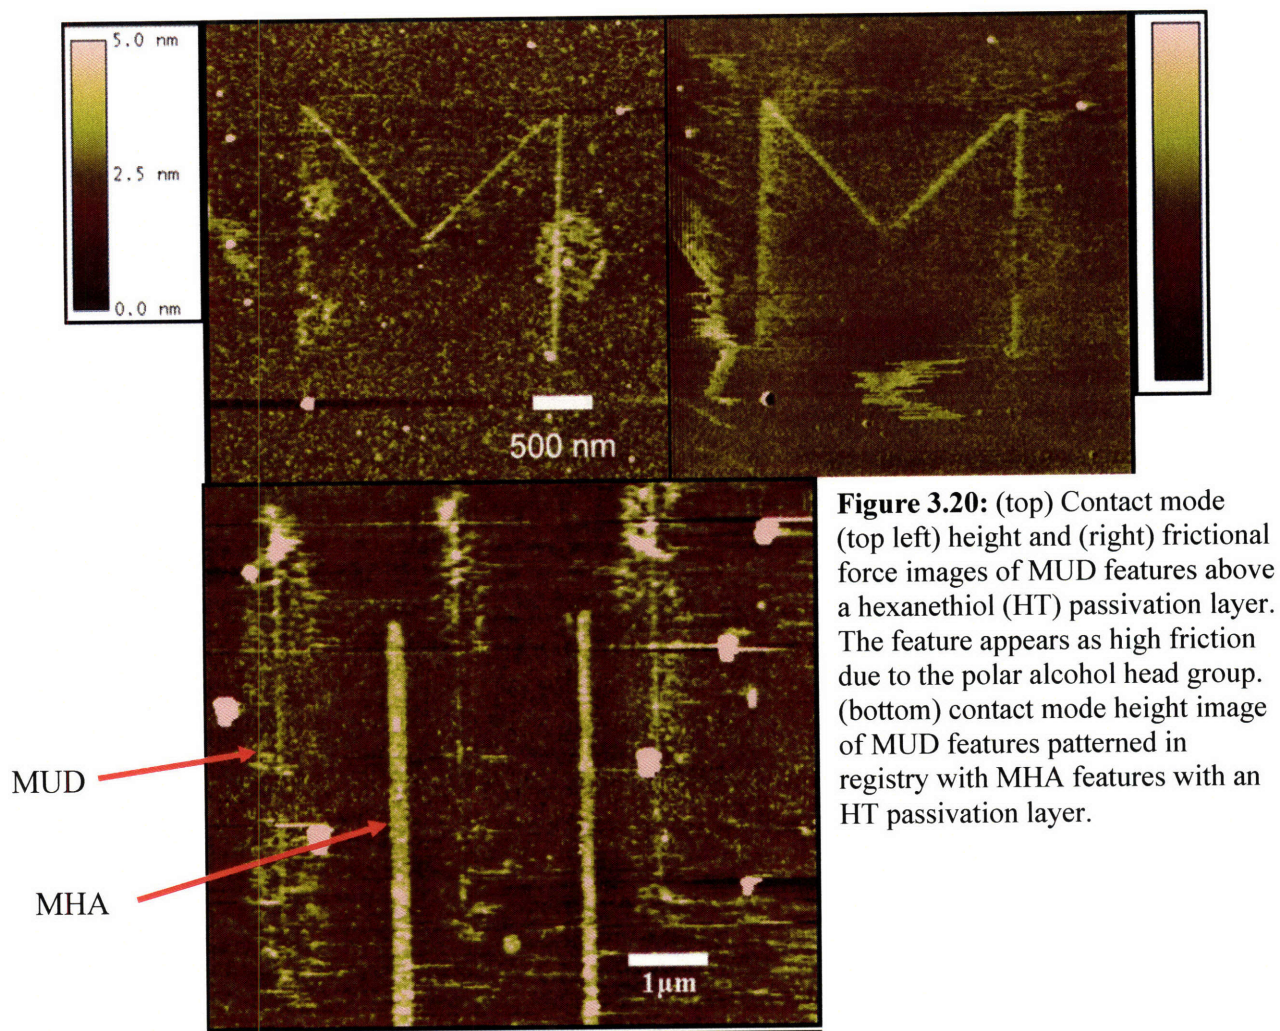 5.0 nm
2.5 nm
0.0 nm
500 nm
Figure 3.20: (top) Contact mode
(top left) height and (right) frictional
force images of MUD features above
a hexanethiol (HT) passivation layer.
The feature appears as high friction
due to the polar alcohol head group.
(bottom) contact mode height image
of MUD features patterned in
registry with MHA features with an
HT passivation layer.
MUD
MHA
1µm